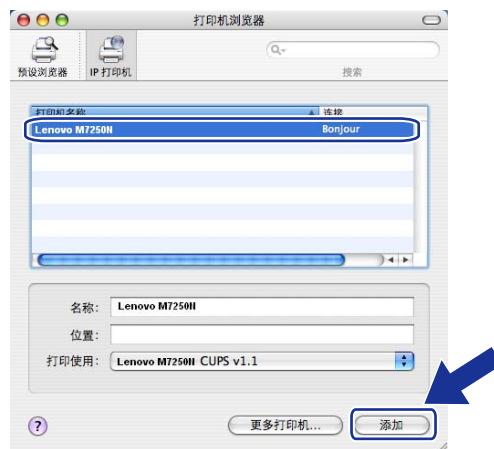 打印机浏览器
预设浏览器 IP 打印机 搜索
打印机名称 连接
Lenovo M7250N Bonjour
名称: Lenovo M7250N
位置:
打印使用: Lenovo M7250N CUPS v1.1
? 更多打印机... 添加